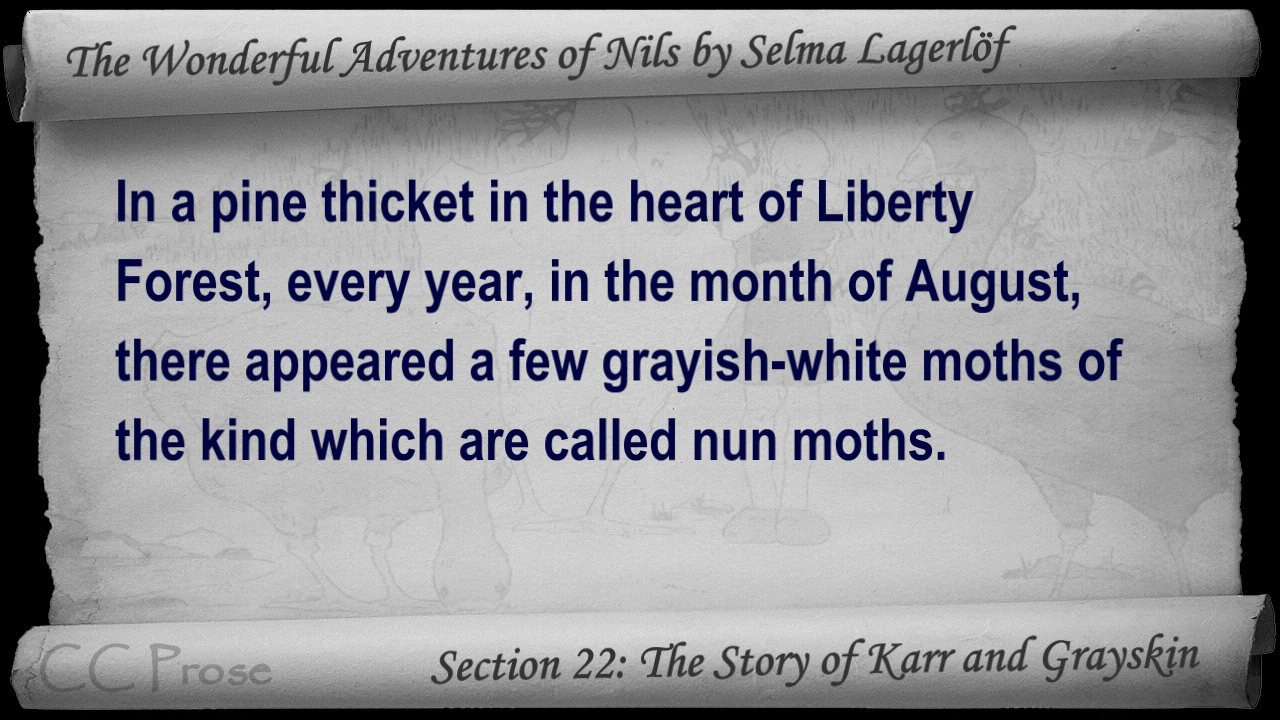 The Wonderful Adventures of Nils by Selma Lagerlöf
In a pine thicket in the heart of Liberty
Forest, every year, in the month of August,
there appeared a few grayish-white moths of
the kind which are called nun moths.
CC Prose
Section 22: The Story of Karr and Grayskin